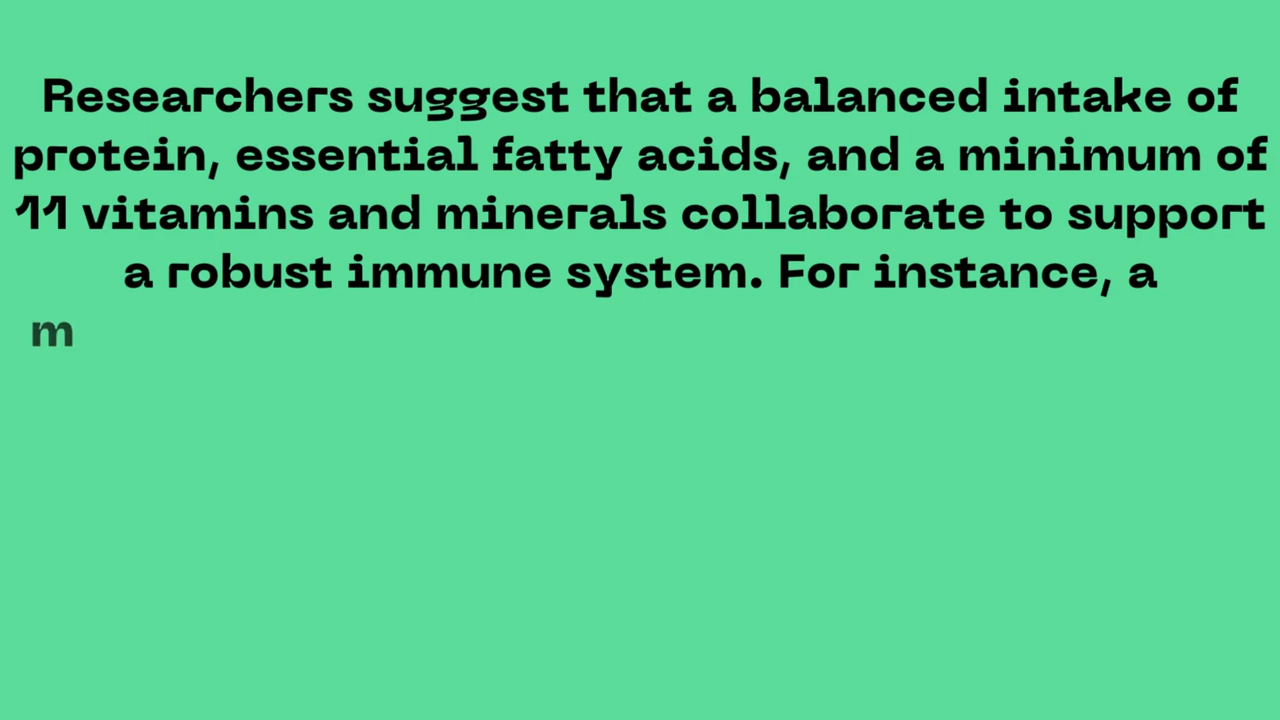 Researchers suggest that a balanced intake of
protein, essential fatty acids, and a minimum of
11 vitamins and minerals collaborate to support
a robust immune system. For instance, a
m